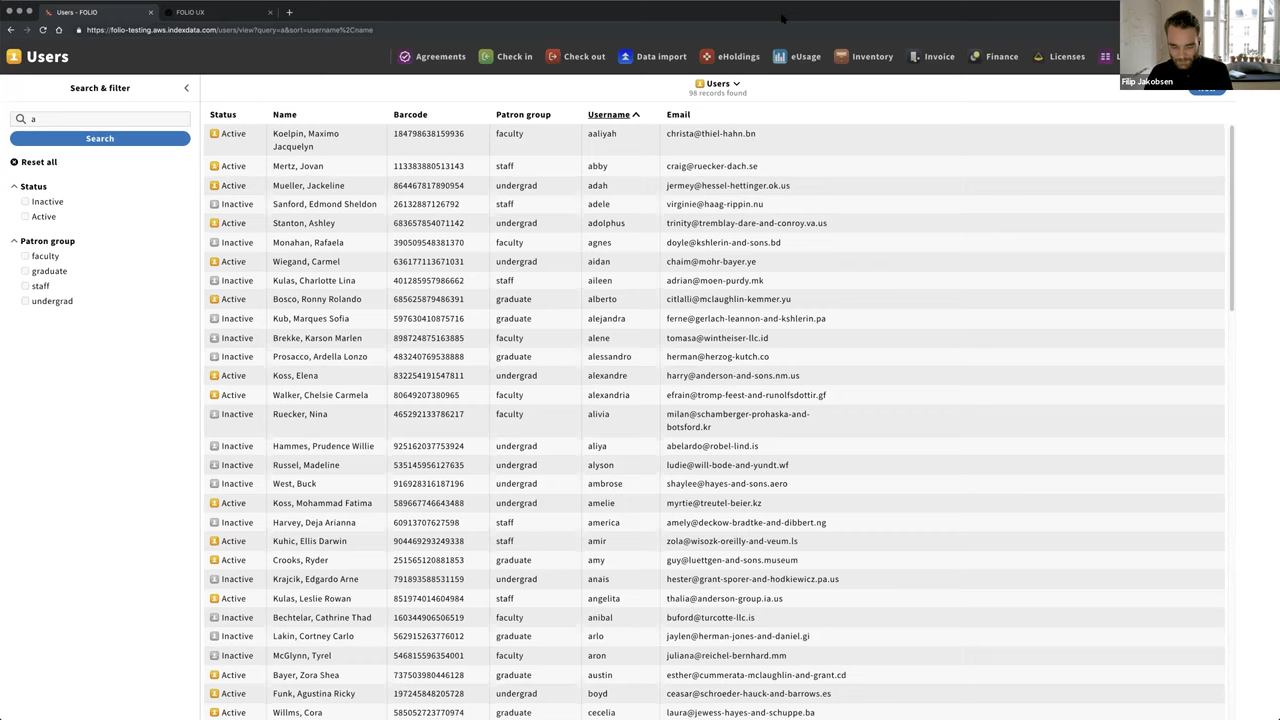 Users - FOLIO
FOLIO UX
https://folio-testing.aws.indexdata.com/users/view?query=a&sort=username%2Cname
Users
Agreements
Check in
Check out
Data import
eHoldings
eUsage
Inventory
Invoice
Finance
Licenses
Filip Jakobsen
Search & filter
a
Search
Reset all
Status
Inactive
Active
Patron group
faculty
graduate
staff
undergrad
Users
98 records found
Status Name Barcode Patron group Username Email
Active Koelpin, Maximo Jacquelyn 184798638159936 faculty aaliyah christa@thiel-hahn.bn
Active Mertz, Jovan 113383880513143 staff abby craig@ruecker-dach.se
Active Mueller, Jackeline 864467817890954 undergrad adah jermey@hessel-hettinger.ok.us
Inactive Sanford, Edmond Sheldon 26132887126792 staff adele virginie@haag-rippin.nu
Active Stanton, Ashley 683657854071142 undergrad adolphus trinity@tremblay-dare-and-conroy.va.us
Inactive Monahan, Rafaela 390509548381370 faculty agnes doyle@kshlerin-and-sons.bd
Active Wiegand, Carmel 636177113671031 undergrad aidan chaim@mohr-bayer.ye
Inactive Kulas, Charlotte Lina 401285957986662 staff aileen adrian@moen-purdy.mk
Active Bosco, Ronny Rolando 685625879486391 graduate alberto citlalli@mclaughlin-kemmer.yu
Inactive Kub, Marques Sofia 597630410875716 graduate alejandra ferne@gerlach-leannon-and-kshlerin.pa
Inactive Brekke, Karson Marlen 898724875163885 faculty alene tomasa@wintheiser-llc.id
Inactive Prosacco, Ardella Lonzo 483240769538888 graduate alessandro herman@herzog-kutch.co
Active Koss, Elena 832254191547811 undergrad alexandre harry@anderson-and-sons.nm.us
Active Walker, Chelsie Carmela 80649207380965 faculty alexandria efrain@tromp-feest-and-runolfsdottir.gf
Inactive Ruecker, Nina 465292133786217 faculty alivia milan@schamberger-prohaska-and-botsford.kr
Inactive Hammes, Prudence Willie 925162037753924 undergrad aliya abelardo@robel-lind.is
Inactive Russel, Madeline 535145956127635 undergrad alyson ludie@will-bode-and-yundt.wf
Inactive West, Buck 916928316187196 undergrad ambrose shaylee@hayes-and-sons.aero
Active Koss, Mohammad Fatima 589667746643488 undergrad amelie myrtie@treutel-beier.kz
Inactive Harvey, Deja Arianna 60913707627598 staff america amely@deckow-bradtke-and-dibbert.ng
Active Kuhic, Ellis Darwin 904469293249338 staff amir zola@wisozk-oreilly-and-veum.ls
Active Crooks, Ryder 251565120881853 graduate amy guy@luettgen-and-sons.museum
Inactive Krajcik, Edgardo Arne 791893588531159 undergrad anais hester@grant-sporer-and-hodkiewicz.pa.us
Active Kulas, Leslie Rowan 851974014604984 staff angelita thalia@anderson-group.ia.us
Inactive Bechtelar, Cathrine Thad 160344906506519 faculty anibal buford@turcotte-llc.is
Inactive Lakin, Cortney Carlo 562915263776012 graduate arlo jaylen@herman-jones-and-daniel.gi
Inactive McGlynn, Tyrel 546815596354001 faculty aron juliana@reichel-bernhard.mm
Active Bayer, Zora Shea 737503980128461 graduate austin esther@cummerata-mclaughlin-and-grant.cd
Active Funk, Agustina Ricky 197245848205728 undergrad boyd ceasar@schroeder-hauck-and-barrows.es
Active Willms, Cora 585052723770974 graduate cecelia laura@jewess-hayes-and-schuppe.ba